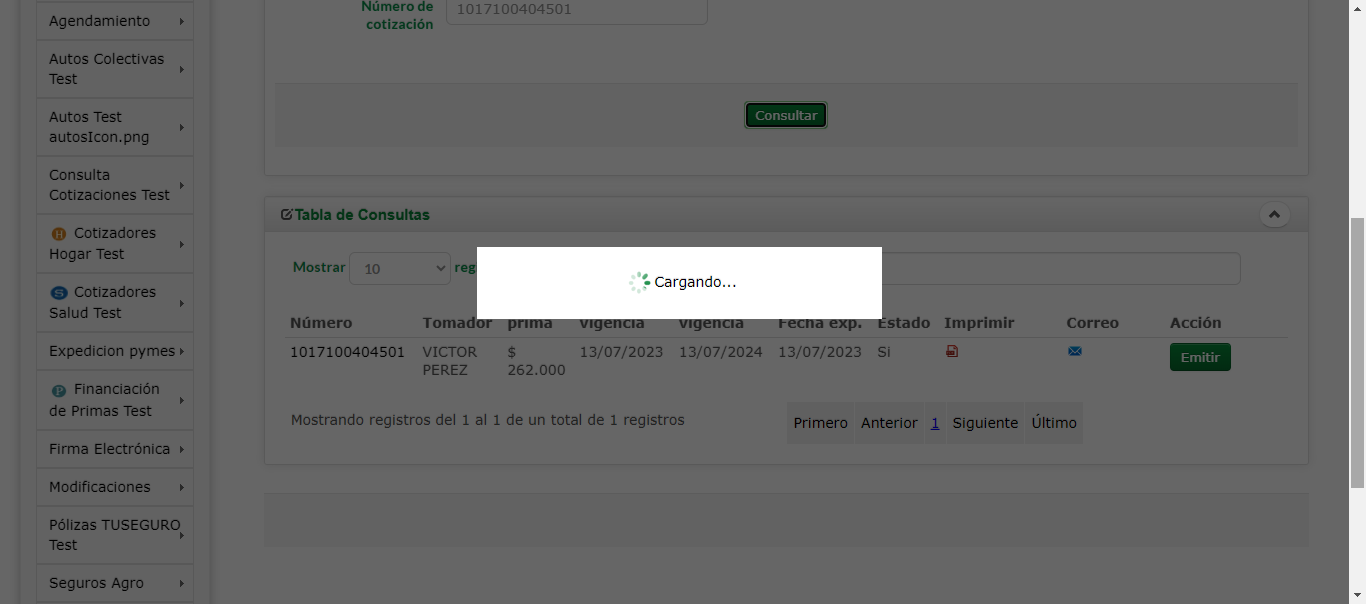 Agendamiento
Autos Colectivas
Test
Autos Test
autosIcon.png
Consulta
Cotizaciones Test
H Cotizadores
Hogar Test
S Cotizadores
Salud Test
Expedicion pymes
P Financiación
de Primas Test
Firma Electrónica
Modificaciones
Pólizas TUSEGURO
Test
Seguros Agro
Número de
cotización
1017100404501
Consultar
Tabla de Consultas
Mostrar 10 reg
Cargando...
Número Tomador prima vigencia vigencia Fecha exp. Estado Imprimir Correo Acción
1017100404501 VICTOR $ 13/07/2023 13/07/2024 13/07/2023 Si Emitir
PEREZ 262.000
Mostrando registros del 1 al 1 de un total de 1 registros
Primero Anterior 1 Siguiente Último